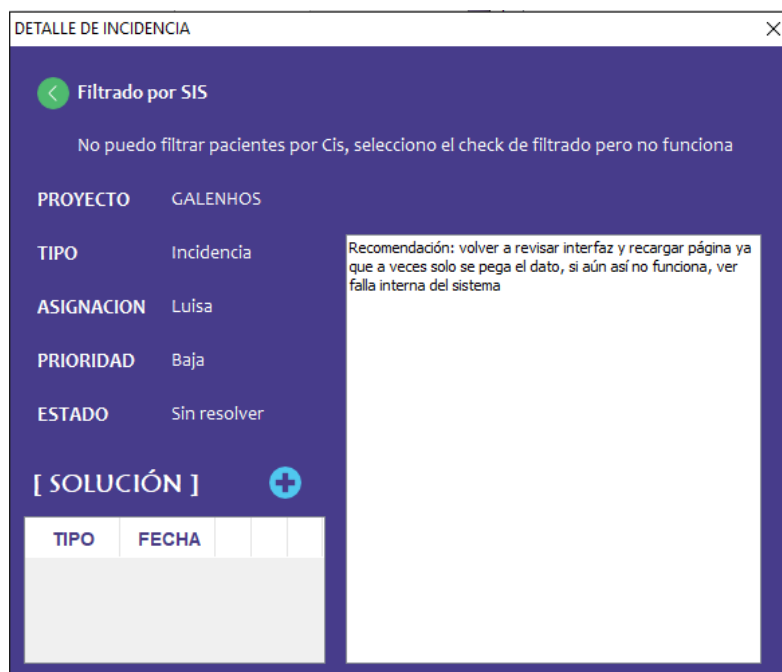 DETALLE DE INCIDENCIA
Filtrado por SIS
No puedo filtrar pacientes por Cis, selecciono el check de filtrado pero no funciona
PROYECTO GALENHOS
TIPO Incidencia
ASIGNACION Luisa
PRIORIDAD Baja
ESTADO Sin resolver
[ SOLUCIÓN ]
TIPO FECHA
Recomendación: volver a revisar interfaz y recargar página ya
que a veces solo se pega el dato, si aún así no funciona, ver
falla interna del sistema